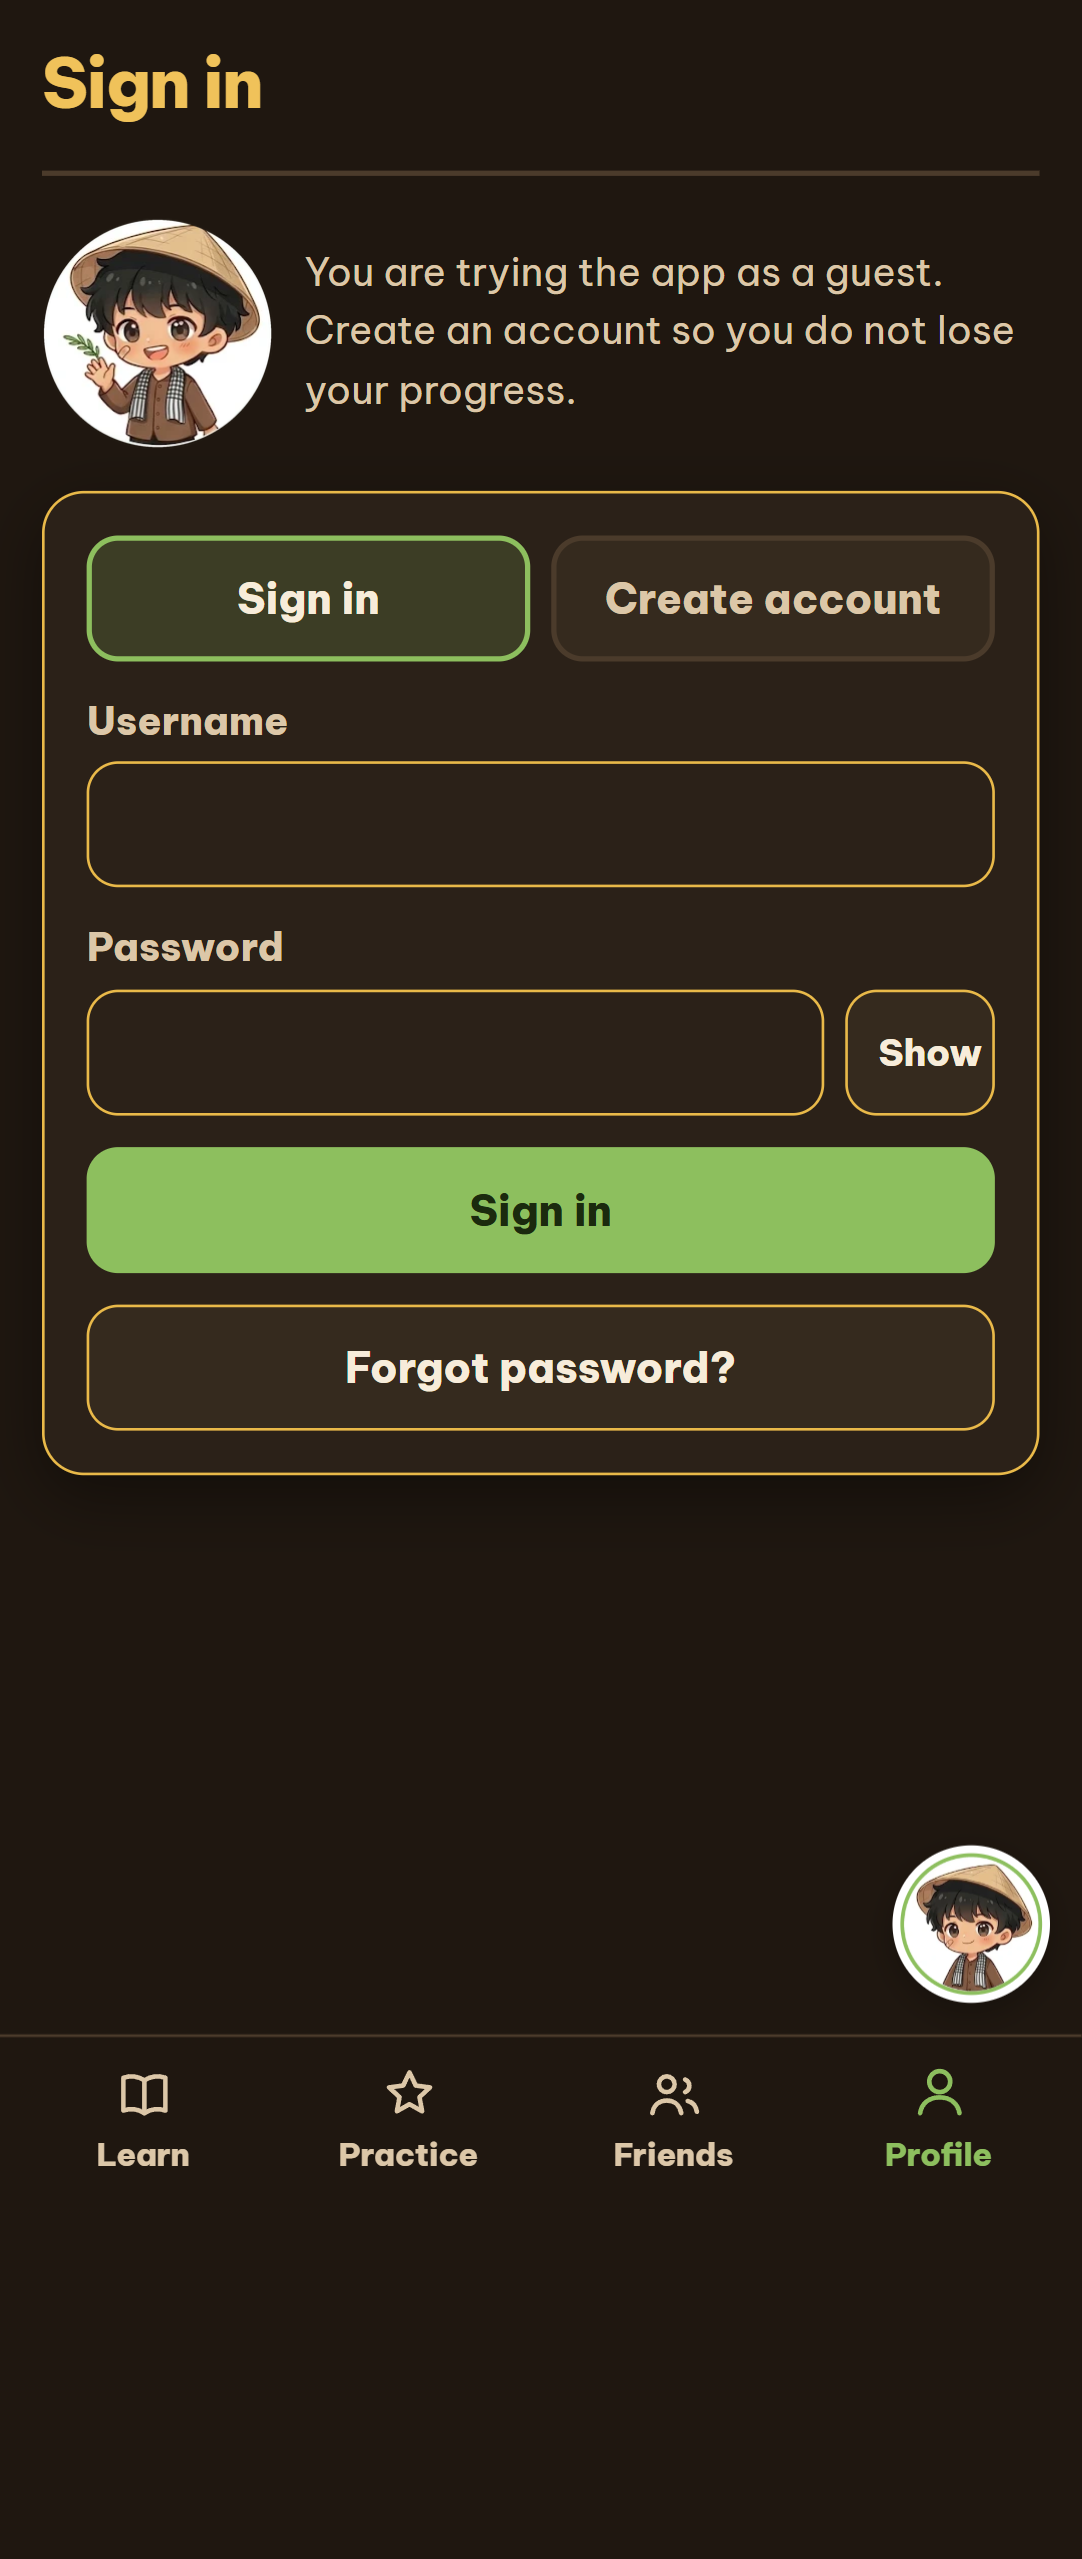 Sign in
You are trying the app as a guest.
Create an account so you do not lose
your progress.
Sign in
Create account
Username
Password
Show
Sign in
Forgot password?
Learn
Practice
Friends
Profile